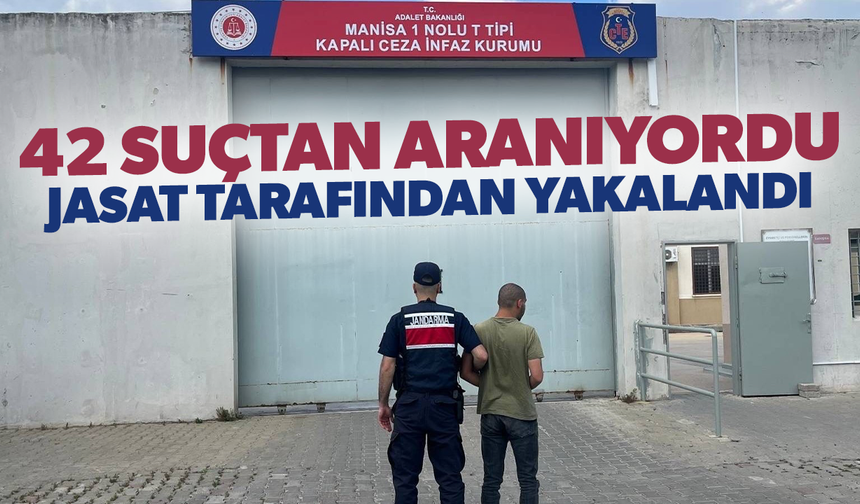 T.C.
ADALET BAKANLIĞI
MANİSA 1 NOLU T TİPİ
KAPALI CEZA İNFAZ KURUMU
CTE
42 SUÇTAN ARANIYORDU
JASAT TARAFINDAN YAKALANDI
JANDARMA